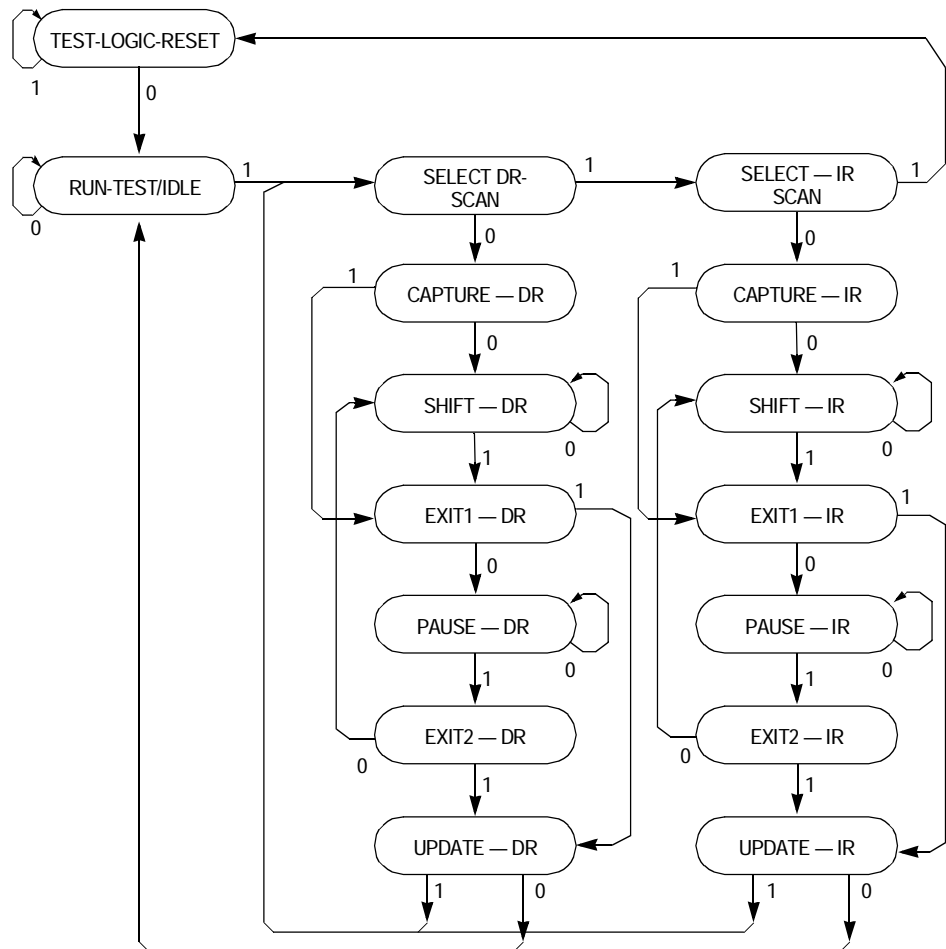 TEST-LOGIC-RESET
1
0
RUN-TEST/IDLE
1
0
SELECT DR-
SCAN
1
SELECT — IR
SCAN
1
0
0
1
CAPTURE — DR
1
CAPTURE — IR
0
0
SHIFT — DR
0
SHIFT — IR
0
1
1
EXIT1 — DR
1
EXIT1 — IR
1
0
0
PAUSE — DR
0
PAUSE — IR
0
1
1
EXIT2 — DR
0
EXIT2 — IR
0
1
1
UPDATE — DR
UPDATE — IR
1
0
1
0